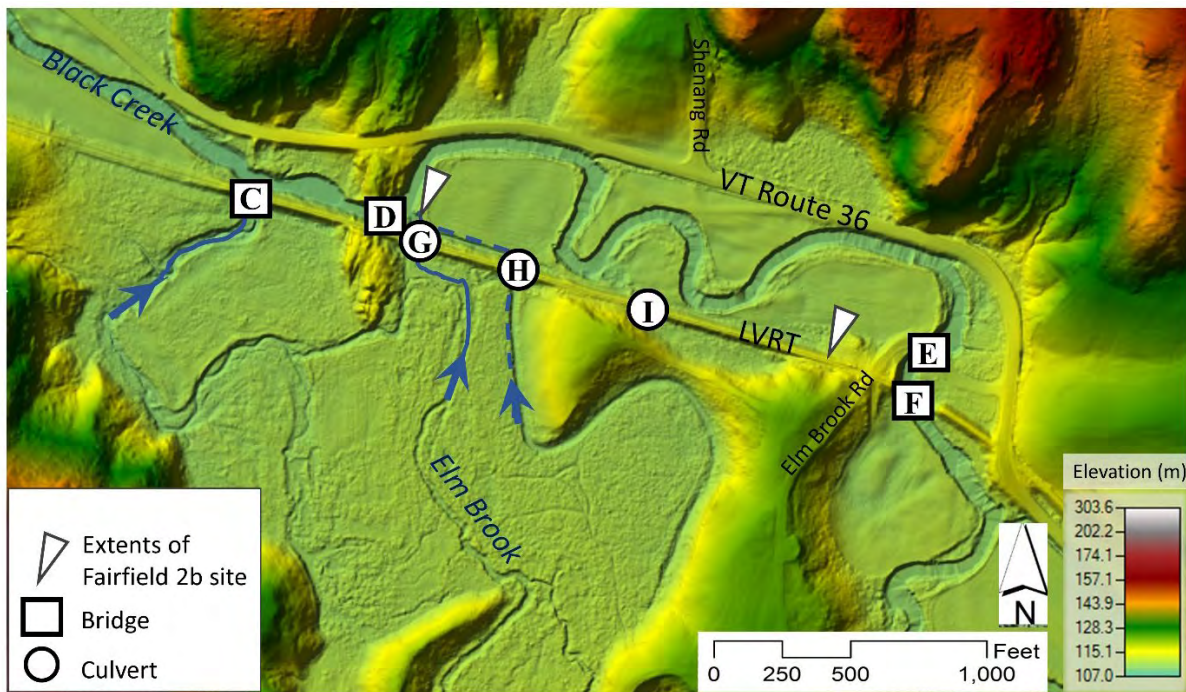 Black Creek
Shenang Rd
VT Route 36
C
D
G
H
I
LVRT
E
F
Elm Brook Rd
Elm Brook
Extents of
Fairfield 2b site
Bridge
Culvert
N
Feet
0 250 500 1,000
Elevation (m)
303.6
202.2
174.1
157.1
143.9
128.3
115.1
107.0